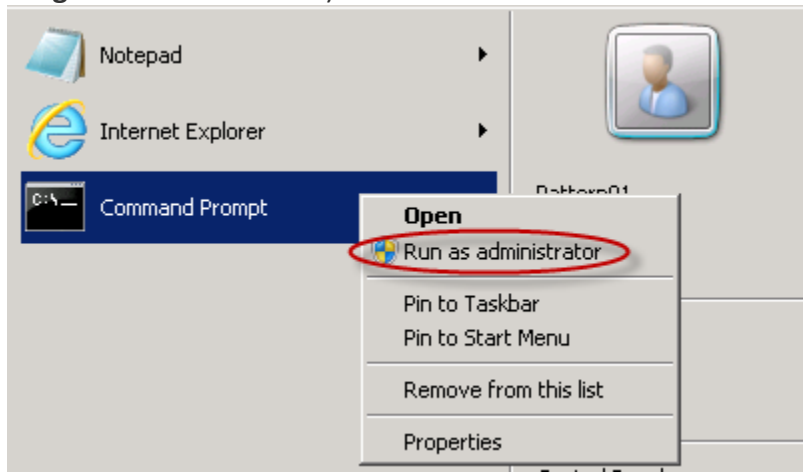 Notepad
Internet Explorer
C:\_
Command Prompt
Pattern01
Open
Run as administrator
Pin to Taskbar
Pin to Start Menu
Remove from this list
Properties